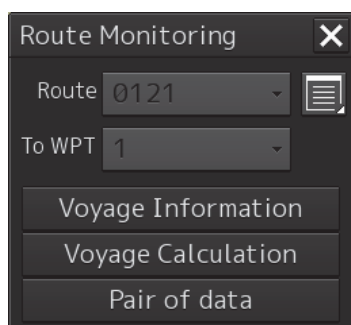 Route Monitoring
Route 0121
To WPT 1
Voyage Information
Voyage Calculation
Pair of data